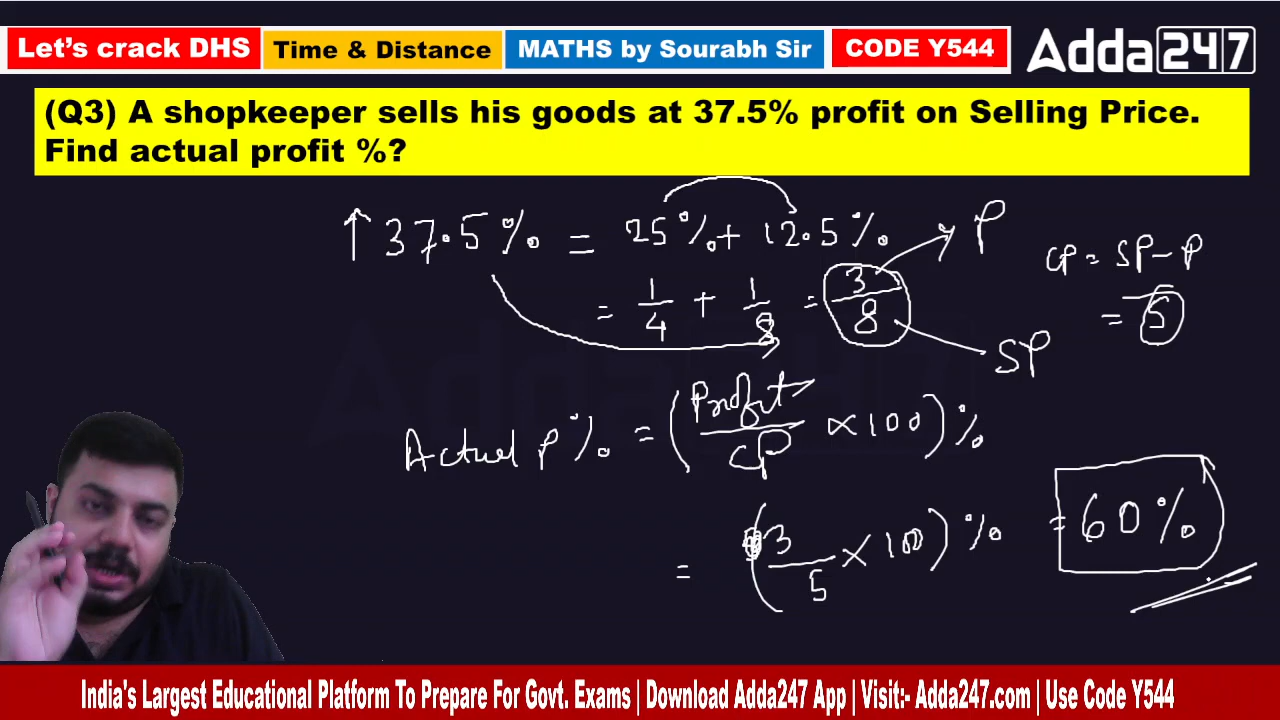 Let's crack DHS Time & Distance MATHS by Sourabh Sir CODE Y544 Adda247
(Q3) A shopkeeper sells his goods at 37.5% profit on Selling Price.
Find actual profit %?
↑ 37.5% = 25% + 12.5% P
CP = SP - P
= 1/4 + 1/8 = 3/8
= 5
SP
Actual P% = (Profit/CP × 100) %
= (3/5 × 100) % = 60%
Adda247
India's Largest Educational Platform To Prepare For Govt. Exams | Download Adda247 App | Visit:- Adda247.com | Use Code Y544